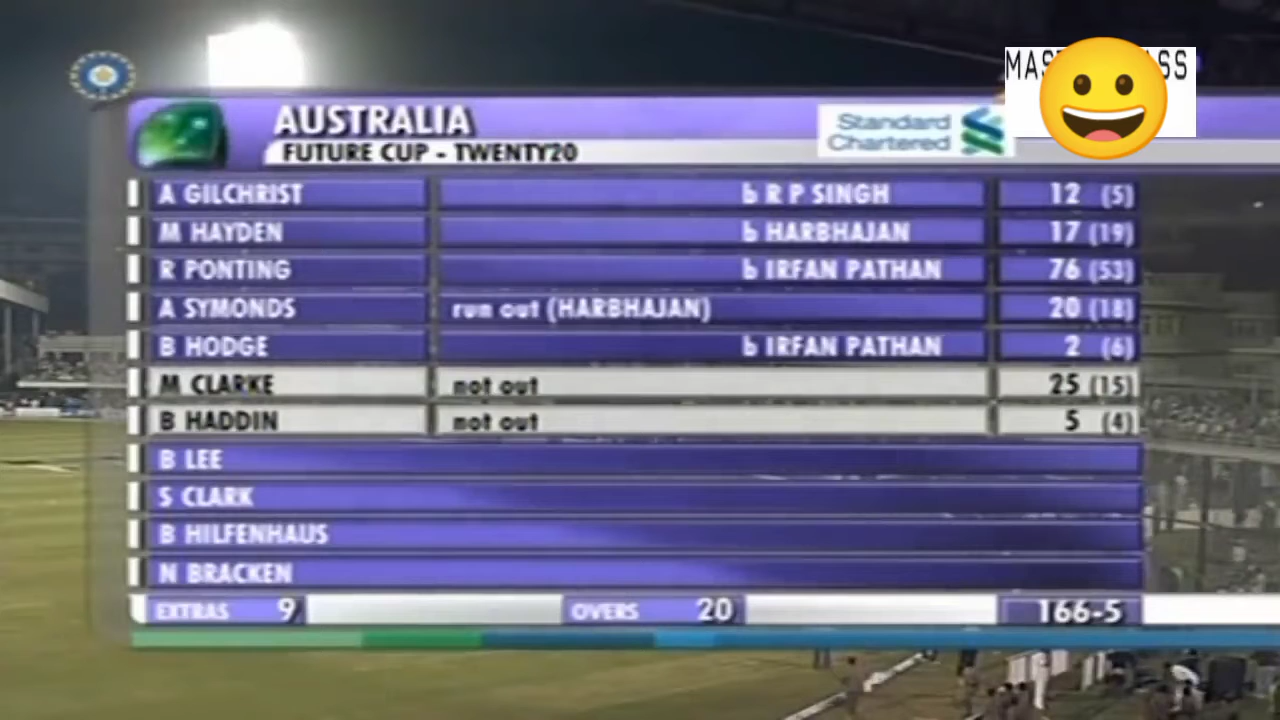 MAS ASS
AUSTRALIA
FUTURE CUP - TWENTY20
Standard
Chartered
A GILCHRIST b R P SINGH 12 (5)
M HAYDEN b HARBHAJAN 17 (19)
R PONTING b IRFAN PATHAN 76 (53)
A SYMONDS run out (HARBHAJAN) 20 (18)
B HODGE b IRFAN PATHAN 2 (6)
M CLARKE not out 25 (15)
B HADDIN not out 5 (4)
B LEE
S CLARK
B HILFENHAUS
N BRACKEN
EXTRAS 9 OVERS 20 166-5